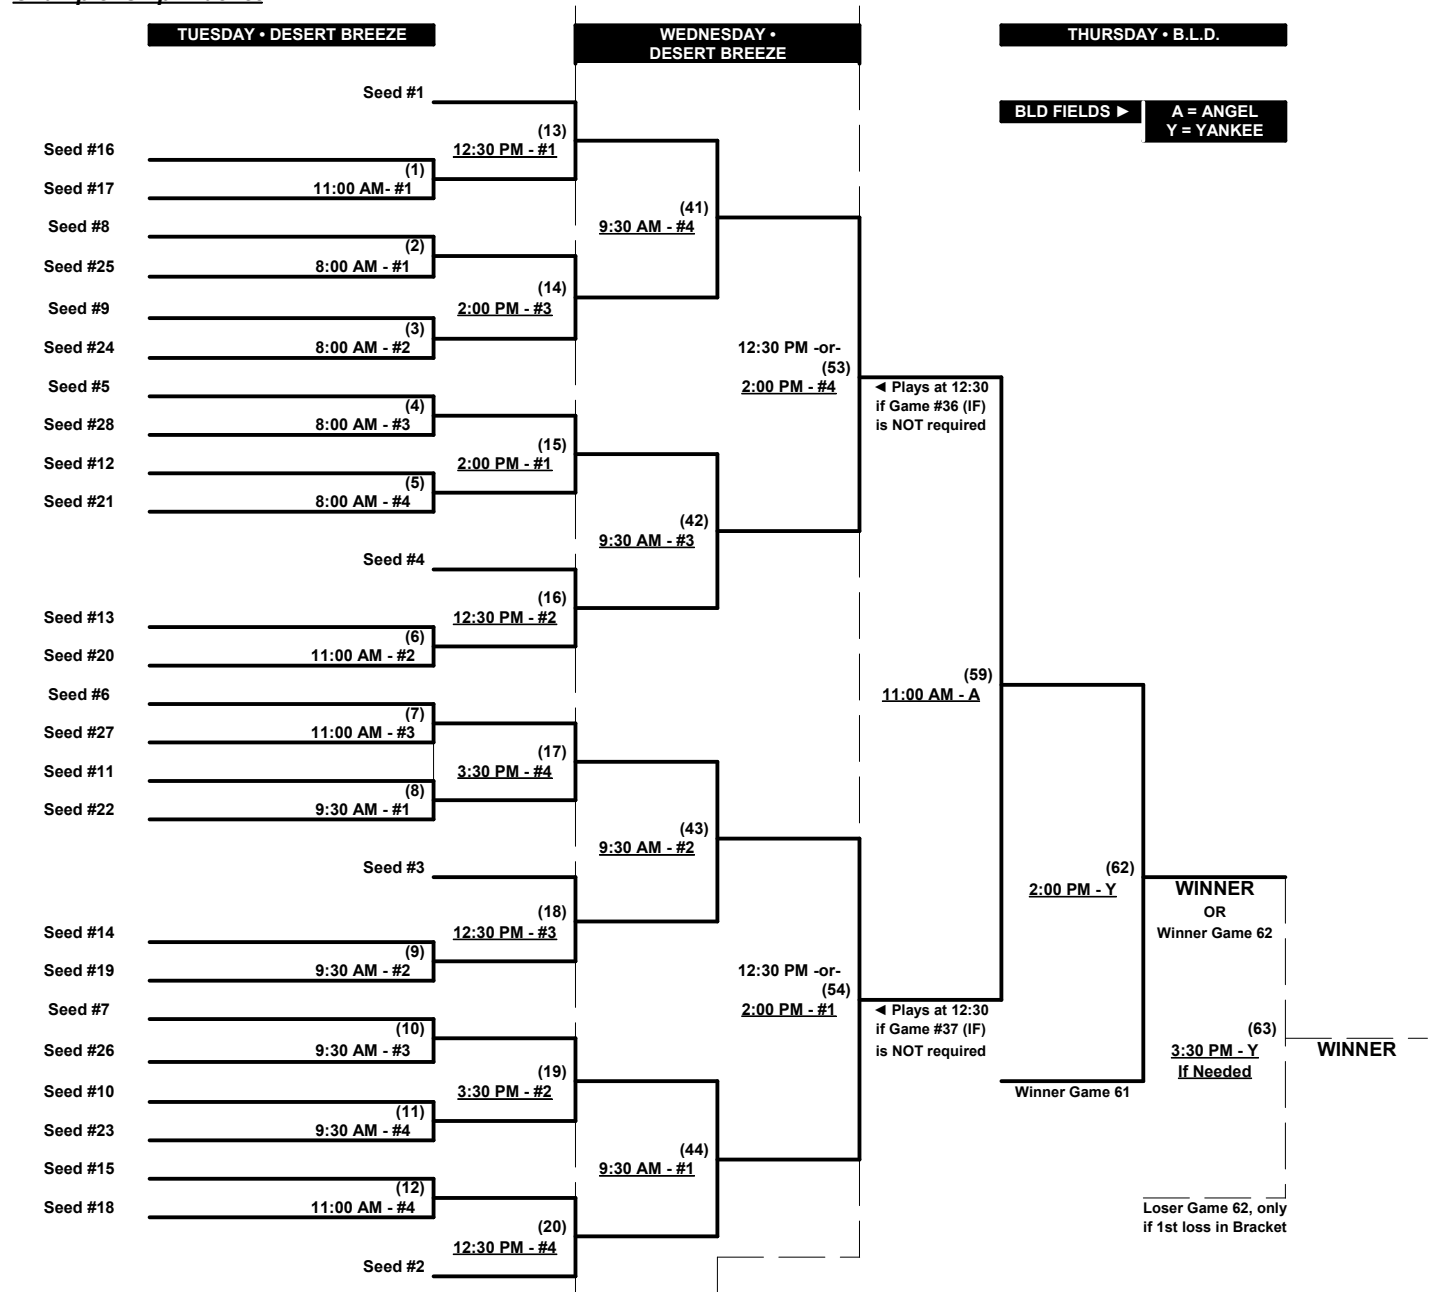 TUESDAY • DESERT BREEZE
WEDNESDAY •
DESERT BREEZE
THURSDAY • B.L.D.
BLD FIELDS ►
A = ANGEL
Y = YANKEE
Seed #1
(13)
12:30 PM - #1
Seed #16
(1)
Seed #17
11:00 AM- #1
(41)
9:30 AM - #4
Seed #8
(2)
Seed #25
8:00 AM - #1
(14)
2:00 PM - #3
Seed #9
(3)
Seed #24
8:00 AM - #2
12:30 PM -or-
(53)
2:00 PM - #4
◄ Plays at 12:30
if Game #36 (IF)
is NOT required
Seed #5
(4)
Seed #28
8:00 AM - #3
(15)
2:00 PM - #1
Seed #12
(5)
Seed #21
8:00 AM - #4
(42)
9:30 AM - #3
Seed #4
(16)
12:30 PM - #2
Seed #13
(6)
Seed #20
11:00 AM - #2
(59)
11:00 AM - A
Seed #6
(7)
Seed #27
11:00 AM - #3
(17)
3:30 PM - #4
Seed #11
(8)
Seed #22
9:30 AM - #1
(43)
9:30 AM - #2
Seed #3
(62)
2:00 PM - Y
WINNER
OR
Winner Game 62
(18)
12:30 PM - #3
Seed #14
(9)
Seed #19
9:30 AM - #2
12:30 PM -or-
(54)
2:00 PM - #1
◄ Plays at 12:30
if Game #37 (IF)
is NOT required
Seed #7
(10)
Seed #26
9:30 AM - #3
(63)
3:30 PM - Y
If Needed
WINNER
(19)
3:30 PM - #2
Winner Game 61
Seed #10
(11)
Seed #23
9:30 AM - #4
(44)
9:30 AM - #1
Seed #15
(12)
Seed #18
11:00 AM - #4
(20)
12:30 PM - #4
Loser Game 62, only
if 1st loss in Bracket
Seed #2